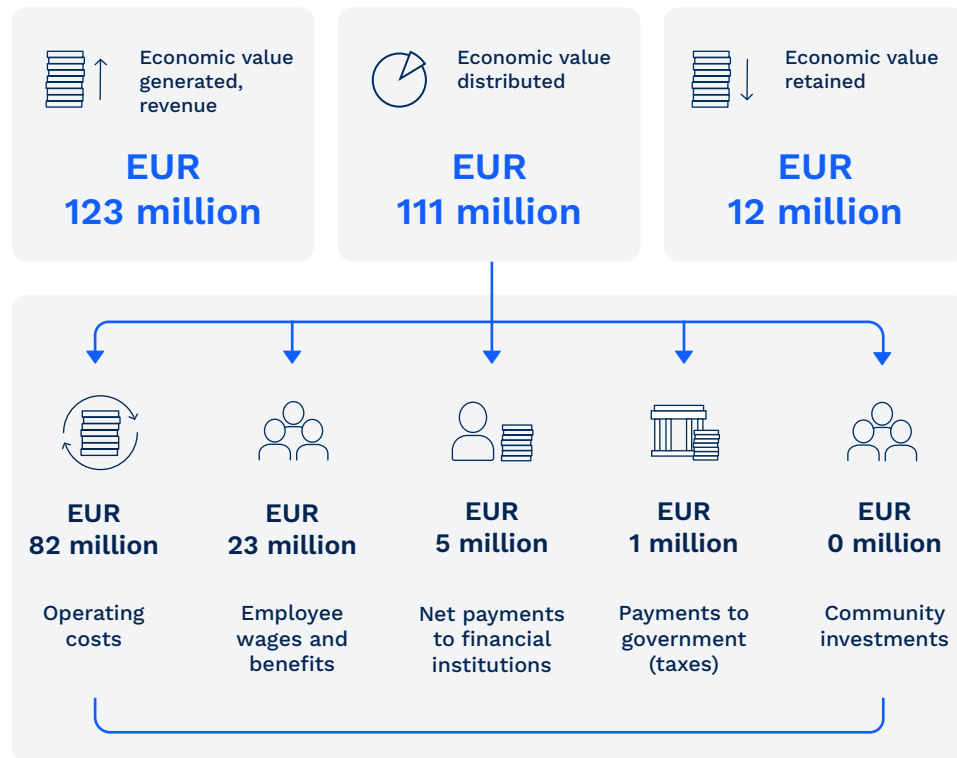 Economic value
generated,
revenue
EUR
123 million
Economic value
distributed
EUR
111 million
Economic value
retained
EUR
12 million
EUR
82 million
Operating
costs
EUR
23 million
Employee
wages and
benefits
EUR
5 million
Net payments
to financial
institutions
EUR
1 million
Payments to
government
(taxes)
EUR
0 million
Community
investments